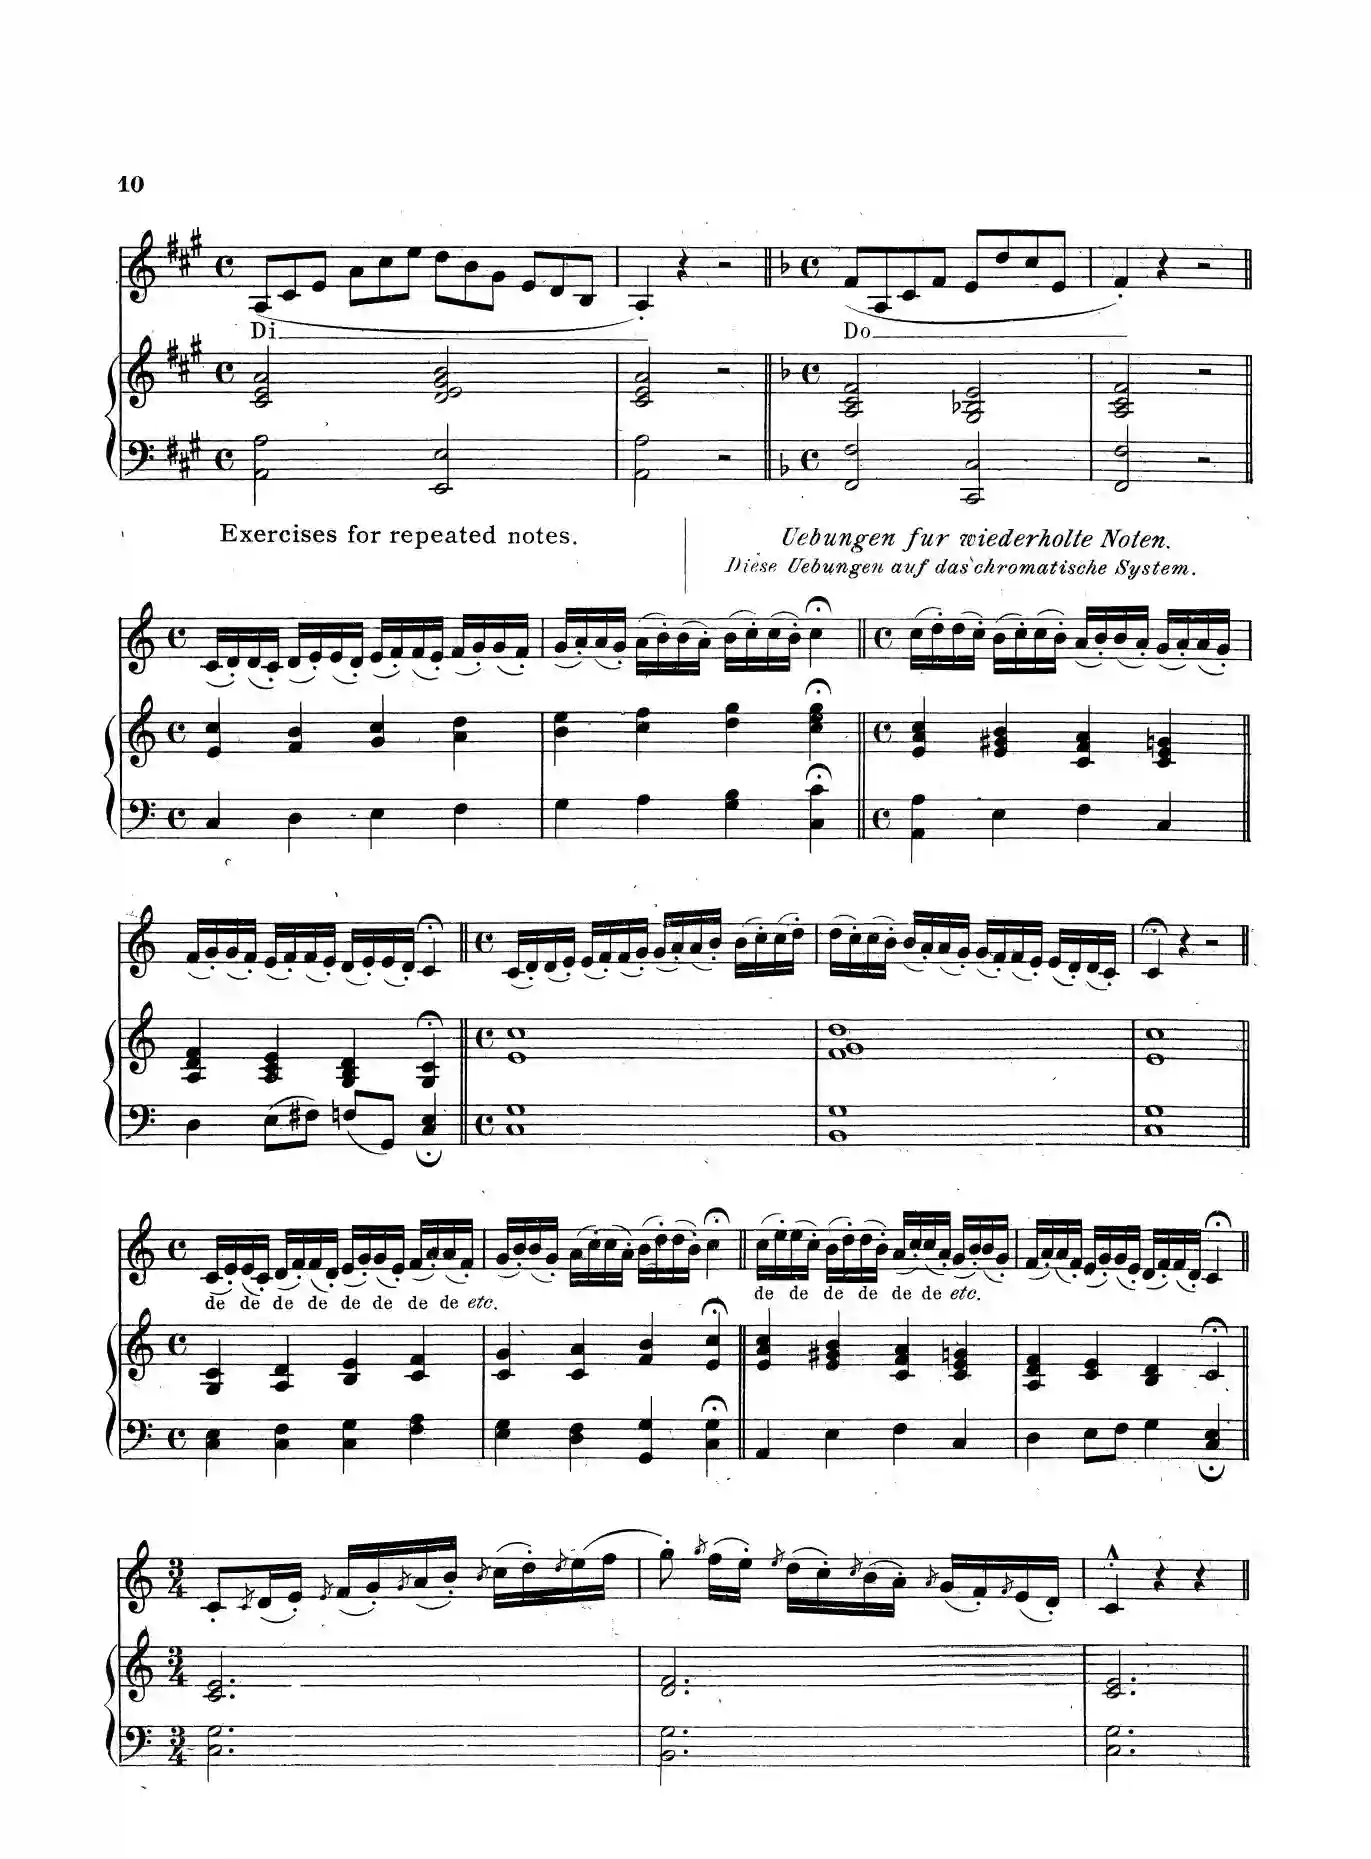 10
Di
Do
Exercises for repeated notes.
Uebungen fur wiederholte Noten.
Diese Uebungen auf das chromatische System.
de de de de de de de de etc.
de de de de de de etc.